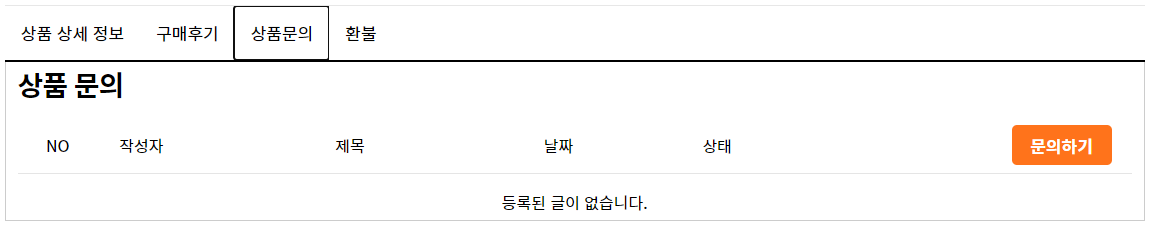 상품 상세 정보 구매후기 상품문의 환불
상품 문의
NO 작성자 제목 날짜 상태 문의하기
등록된 글이 없습니다.